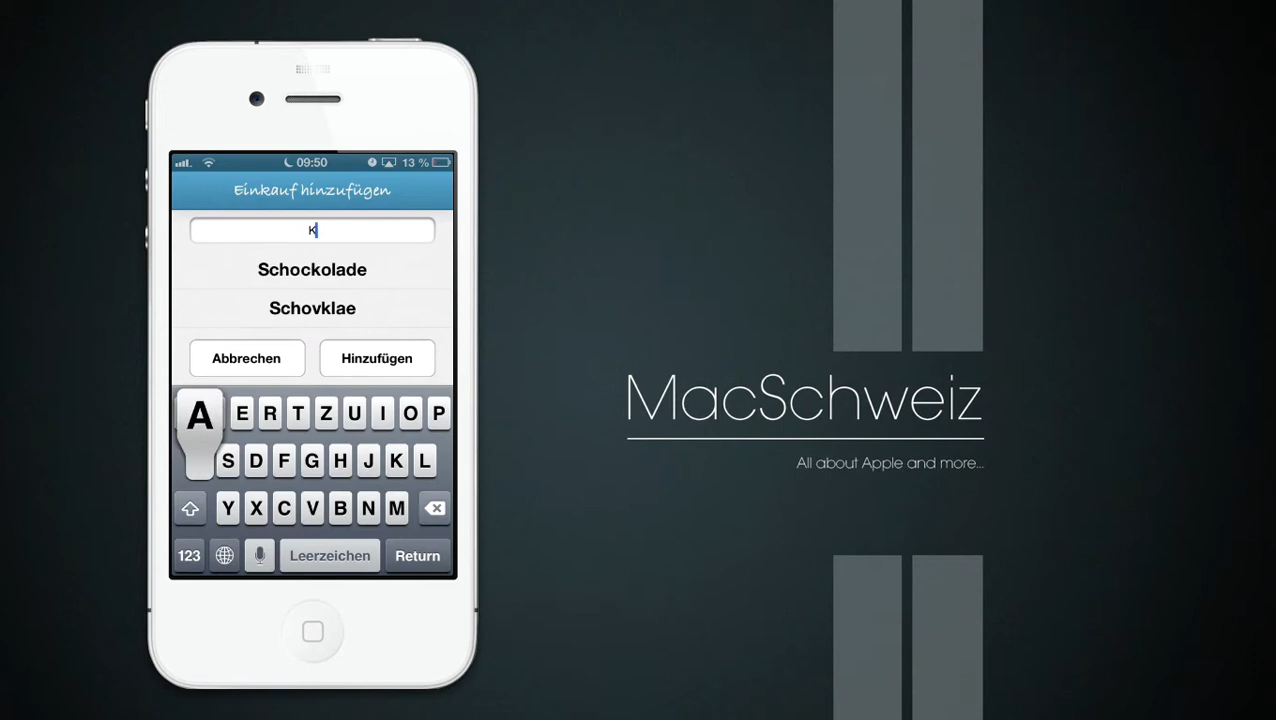 09:50 13 %
Einkauf hinzufügen
K
Schockolade
Schovklae
Abbrechen Hinzufügen
A E R T Z U I O P
S D F G H J K L
Y X C V B N M
123 Leerzeichen Return
MacSchweiz
All about Apple and more...